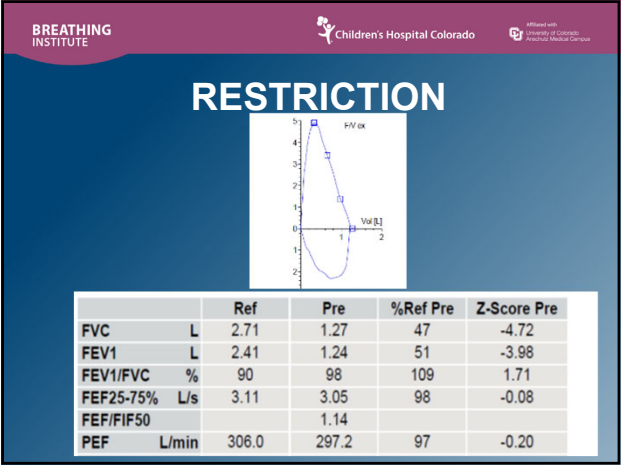 BREATHING
INSTITUTE
Children's Hospital Colorado
Affiliated with
University of Colorado
Anschutz Medical Campus
RESTRICTION
5
F/V ex
4
3
2
1
0
Vol [L]
1 2
1
2
Ref Pre %Ref Pre Z-Score Pre
FVC L 2.71 1.27 47 -4.72
FEV1 L 2.41 1.24 51 -3.98
FEV1/FVC % 90 98 109 1.71
FEF25-75% L/s 3.11 3.05 98 -0.08
FEF/FIF50 1.14
PEF L/min 306.0 297.2 97 -0.20